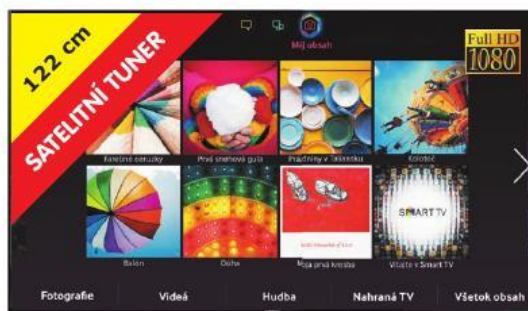 122 cm
SATELITNÍ TUNER
Môj obsah
Full HD
1080
Farebné ceruzky
Prvá snehová guľa
Prázdniny v Taliansku
Kolotoč
SMART TV
Balón
Dúha
Moja prvá kresba
Vitajte v Smart TV
Fotografie
Videá
Hudba
Nahraná TV
Všetok obsah